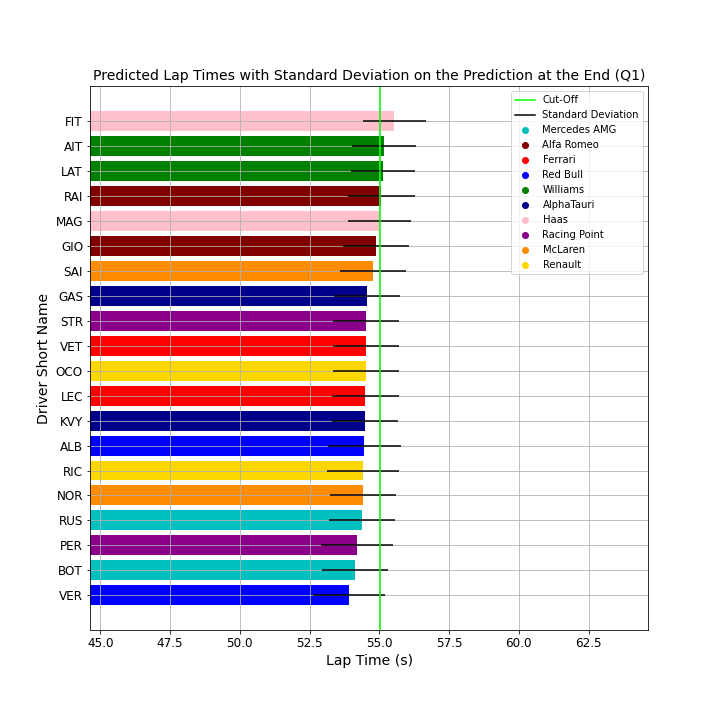 Predicted Lap Times with Standard Deviation on the Prediction at the End (Q1)
Cut-Off
Standard Deviation
Mercedes AMG
Alfa Romeo
Ferrari
Red Bull
Williams
AlphaTauri
Haas
Racing Point
McLaren
Renault
Driver Short Name
FIT
AIT
LAT
RAI
MAG
GIO
SAI
GAS
STR
VET
OCO
LEC
KVY
ALB
RIC
NOR
RUS
PER
BOT
VER
45.0 47.5 50.0 52.5 55.0 57.5 60.0 62.5
Lap Time (s)